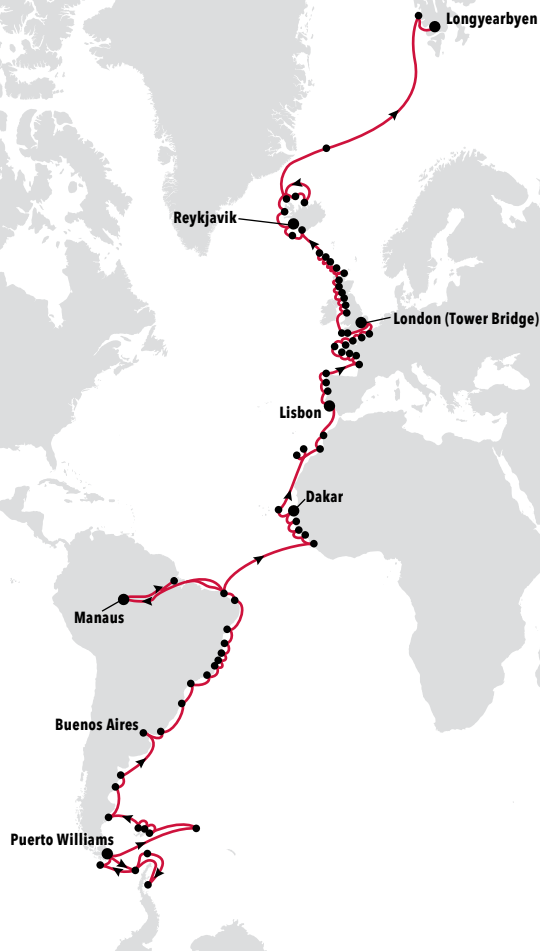 Longyearbyen
Reykjavik
London (Tower Bridge)
Lisbon
Dakar
Manaus
Buenos Aires
Puerto Williams